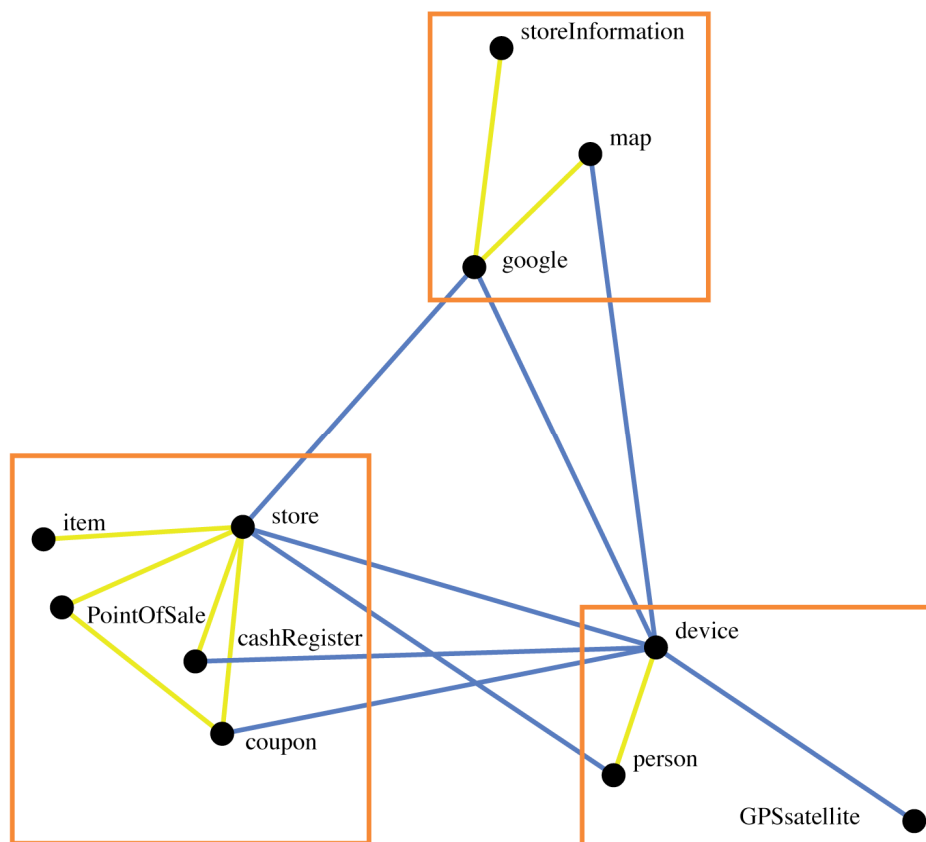 storeInformation
map
google
store
item
PointOfSale
cashRegister
coupon
device
person
GPSsatellite